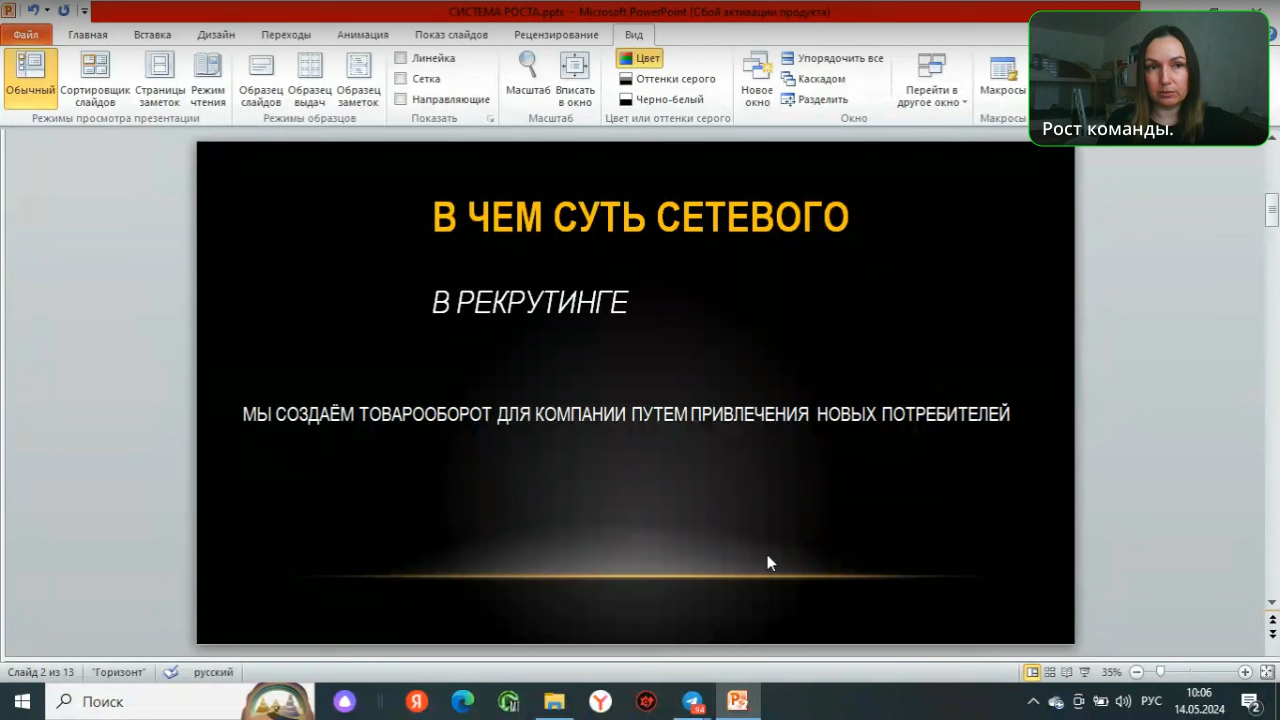 СИСТЕМА РОСТА.pptx - Microsoft PowerPoint (Сбой активации продукта)
Файл Главная Вставка Дизайн Переходы Анимация Показ слайдов Рецензирование Вид
Обычный
Сортировщик слайдов
Страницы заметок
Режим чтения
Режимы просмотра презентации
Образец слайдов
Образец выдач
Образец заметок
Режимы образцов
Линейка
Сетка
Направляющие
Показать
Масштаб
Вписать в окно
Масштаб
Цвет
Оттенки серого
Черно-белый
Цвет или оттенки серого
Новое окно
Упорядочить все
Каскадом
Разделить
Перейти в другое окно
Окно
Макросы
Макросы
Рост команды.
В ЧЕМ СУТЬ СЕТЕВОГО
В РЕКРУТИНГЕ
МЫ СОЗДАЁМ ТОВАРООБОРОТ ДЛЯ КОМПАНИИ ПУТЕМ ПРИВЛЕЧЕНИЯ НОВЫХ ПОТРЕБИТЕЛЕЙ
Слайд 2 из 13 "Горизонт" русский 35%
Поиск
94
РУС
10:06
14.05.2024
2